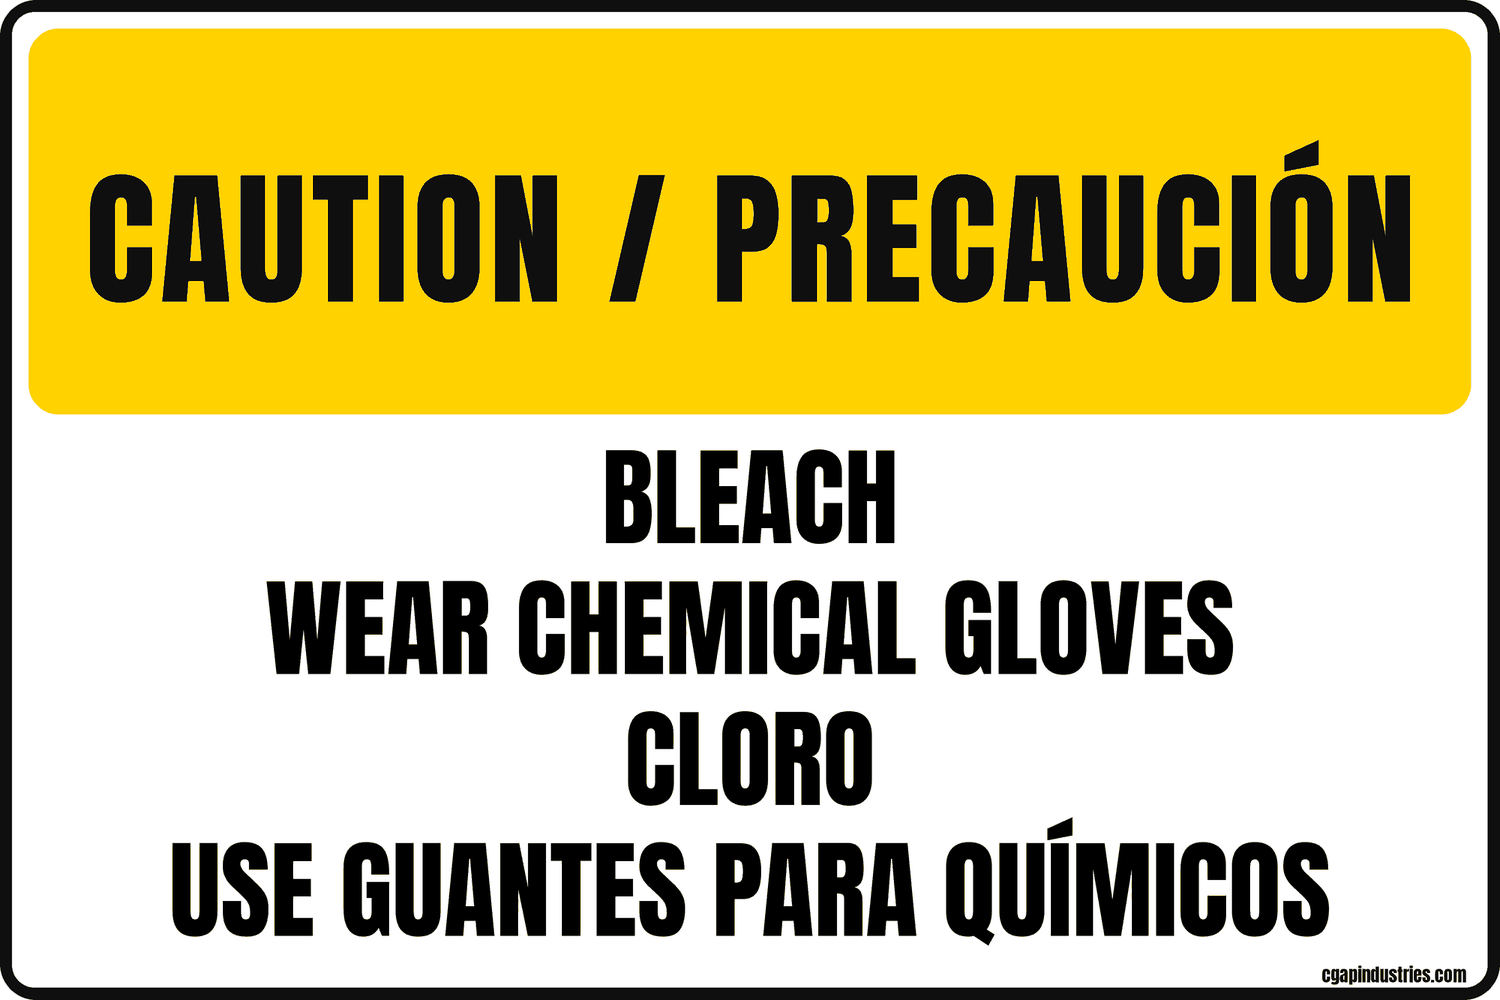 CAUTION / PRECAUCIÓN
BLEACH
WEAR CHEMICAL GLOVES
CLORO
USE GUANTES PARA QUÍMICOS
cgapindustries.com